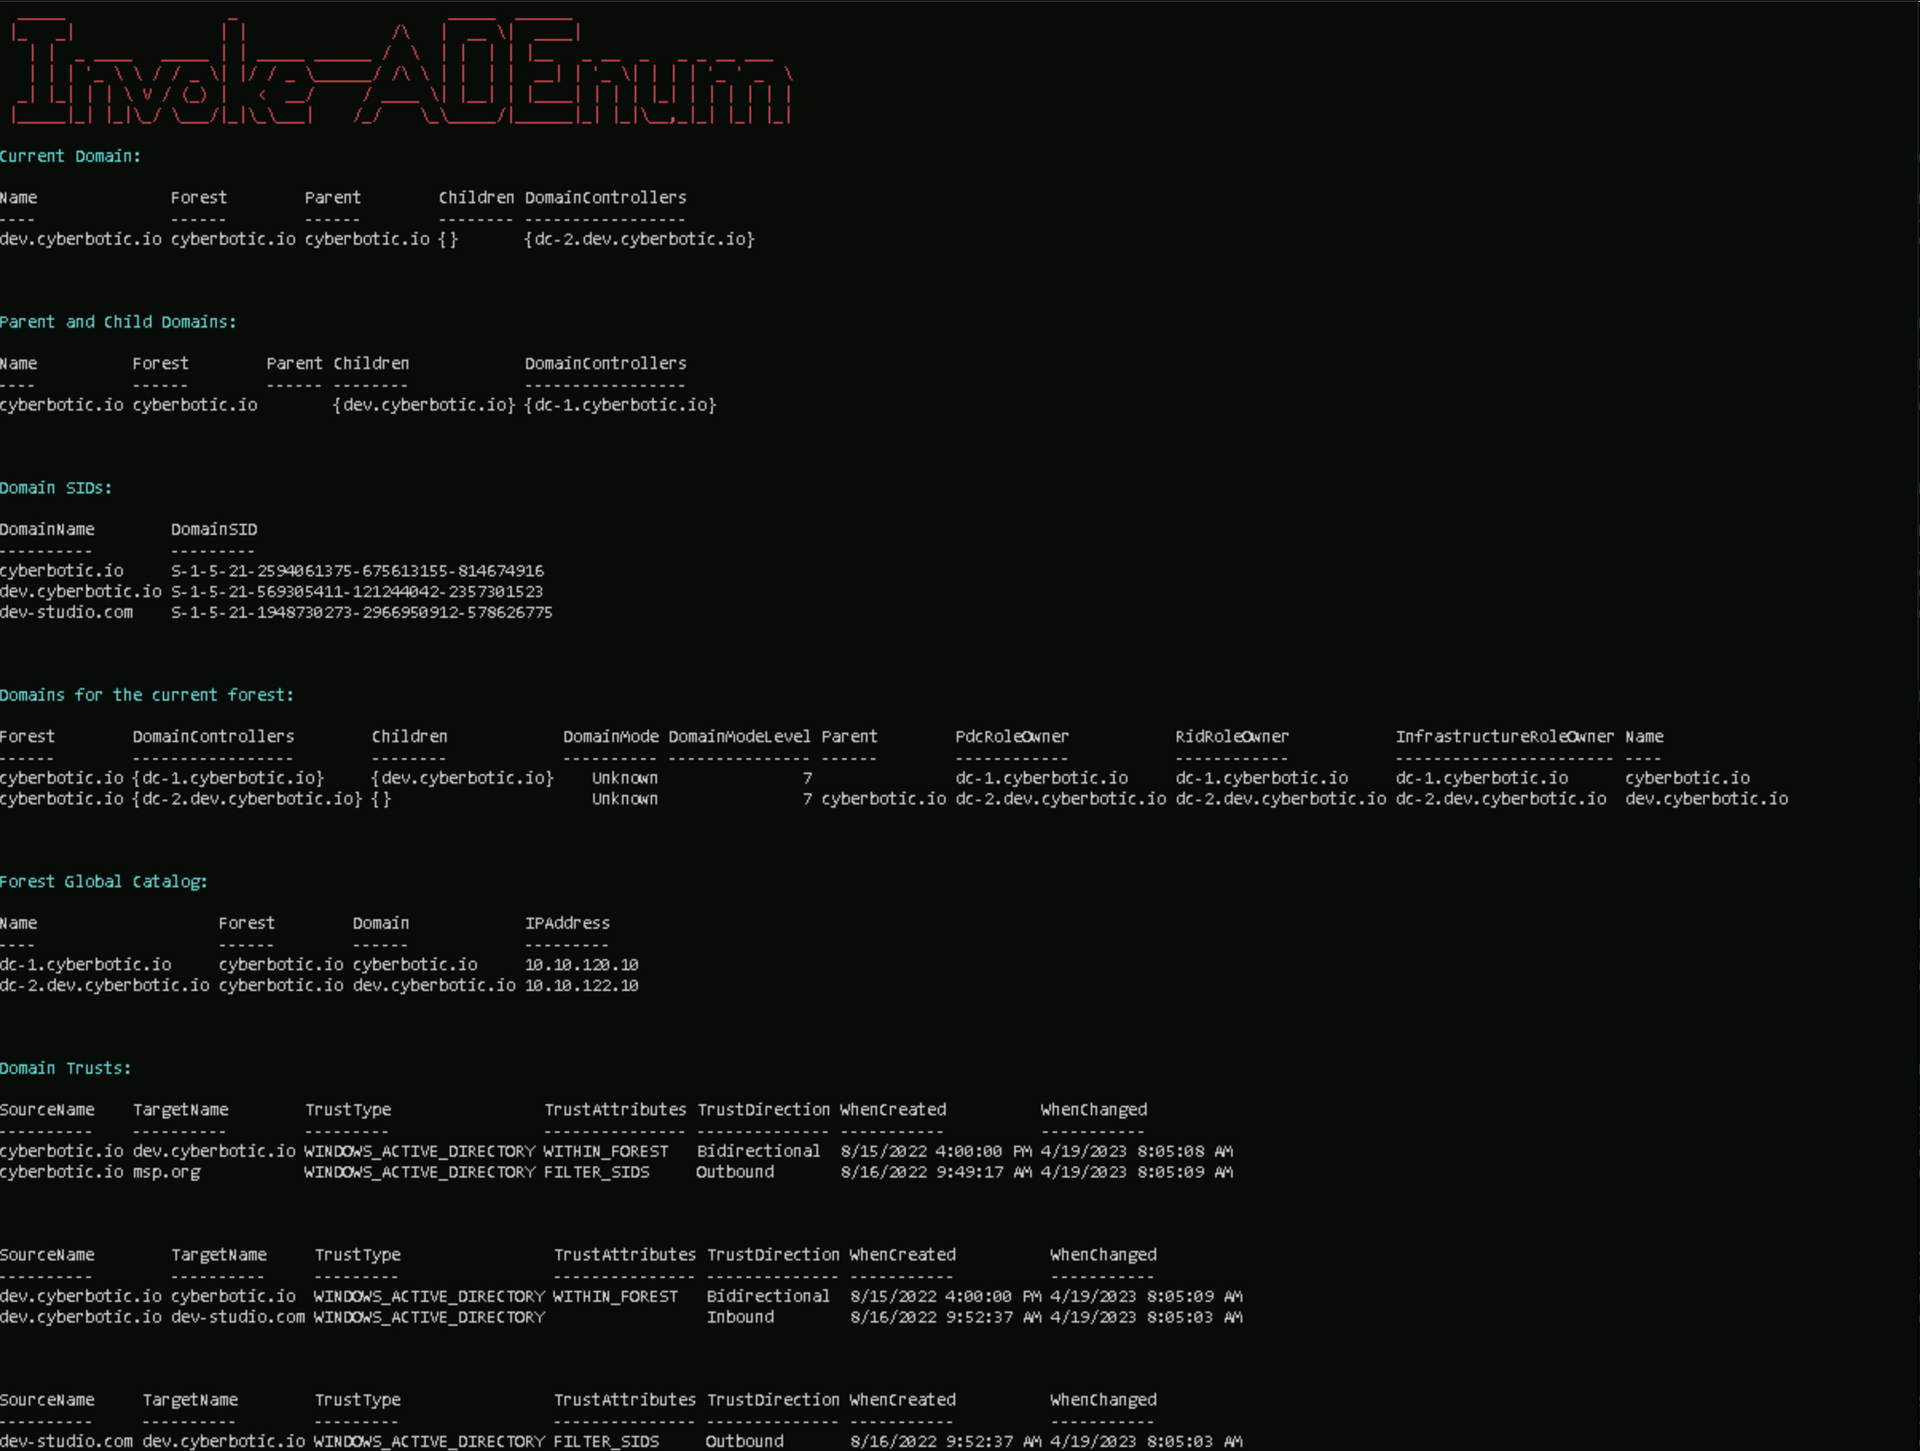 Invoke-ADEnum
Current Domain:
Name Forest Parent Children DomainControllers
---- ------ ------ -------- -----------------
dev.cyberbotic.io cyberbotic.io cyberbotic.io {} {dc-2.dev.cyberbotic.io}
Parent and Child Domains:
Name Forest Parent Children DomainControllers
---- ------ ------ -------- -----------------
cyberbotic.io cyberbotic.io {dev.cyberbotic.io} {dc-1.cyberbotic.io}
Domain SIDs:
DomainName DomainSID
---------- ---------
cyberbotic.io S-1-5-21-2594061375-675613155-814674916
dev.cyberbotic.io S-1-5-21-569305411-121244042-2357301523
dev-studio.com S-1-5-21-1948730273-2966950912-578626775
Domains for the current forest:
Forest DomainControllers Children DomainMode DomainModeLevel Parent PdcRoleOwner RidRoleOwner InfrastructureRoleOwner Name
------ ----------------- -------- ---------- --------------- ------ ------------ ------------ ----------------------- ----
cyberbotic.io {dc-1.cyberbotic.io} {dev.cyberbotic.io} Unknown 7 dc-1.cyberbotic.io dc-1.cyberbotic.io dc-1.cyberbotic.io cyberbotic.io
cyberbotic.io {dc-2.dev.cyberbotic.io} {} Unknown 7 cyberbotic.io dc-2.dev.cyberbotic.io dc-2.dev.cyberbotic.io dc-2.dev.cyberbotic.io dev.cyberbotic.io
Forest Global Catalog:
Name Forest Domain IPAddress
---- ------ ------ ---------
dc-1.cyberbotic.io cyberbotic.io cyberbotic.io 10.10.120.10
dc-2.dev.cyberbotic.io cyberbotic.io dev.cyberbotic.io 10.10.122.10
Domain Trusts:
SourceName TargetName TrustType TrustAttributes TrustDirection WhenCreated WhenChanged
---------- ---------- --------- --------------- -------------- ----------- -----------
cyberbotic.io dev.cyberbotic.io WINDOWS_ACTIVE_DIRECTORY WITHIN_FOREST Bidirectional 8/15/2022 4:00:00 PM 4/19/2023 8:05:08 AM
cyberbotic.io msp.org WINDOWS_ACTIVE_DIRECTORY FILTER_SIDS Outbound 8/16/2022 9:49:17 AM 4/19/2023 8:05:09 AM
SourceName TargetName TrustType TrustAttributes TrustDirection WhenCreated WhenChanged
---------- ---------- --------- --------------- -------------- ----------- -----------
dev.cyberbotic.io cyberbotic.io WINDOWS_ACTIVE_DIRECTORY WITHIN_FOREST Bidirectional 8/15/2022 4:00:00 PM 4/19/2023 8:05:09 AM
dev.cyberbotic.io dev-studio.com WINDOWS_ACTIVE_DIRECTORY Inbound 8/16/2022 9:52:37 AM 4/19/2023 8:05:03 AM
SourceName TargetName TrustType TrustAttributes TrustDirection WhenCreated WhenChanged
---------- ---------- --------- --------------- -------------- ----------- -----------
dev-studio.com dev.cyberbotic.io WINDOWS_ACTIVE_DIRECTORY FILTER_SIDS Outbound 8/16/2022 9:52:37 AM 4/19/2023 8:05:03 AM